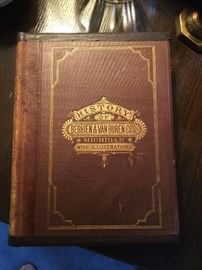 HISTORY
OF
BERRIEN & VAN BUREN COS
MICHIGAN
WITH ILLUSTRATIONS